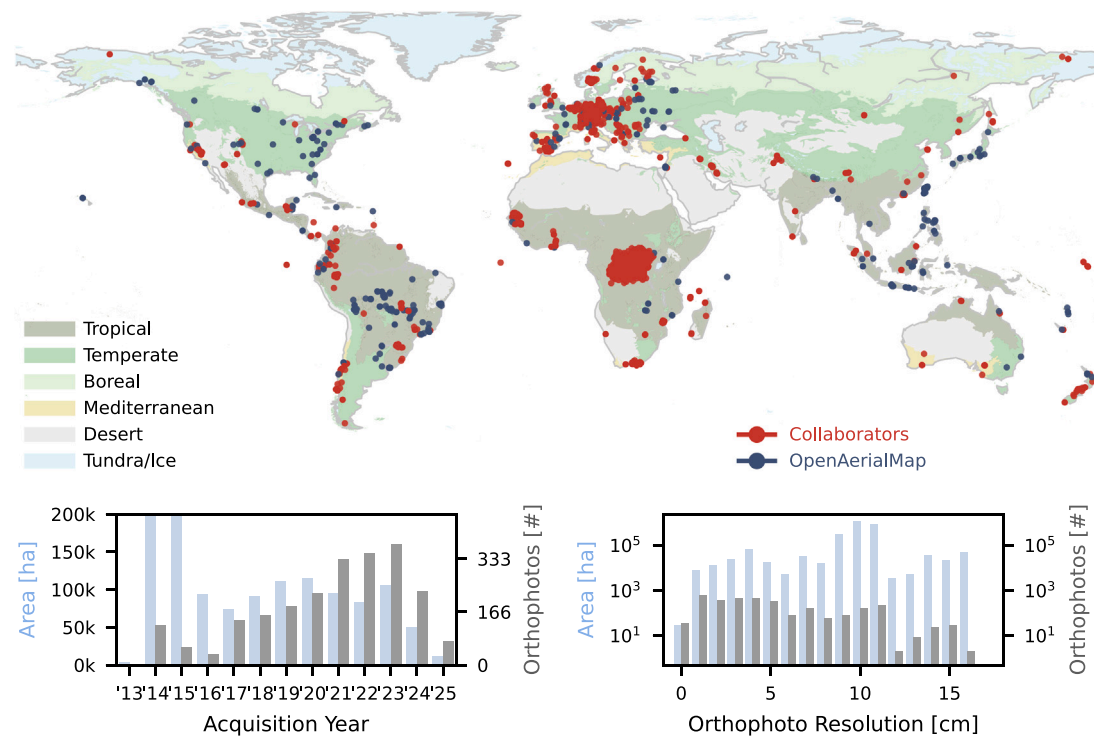 Tropical
Temperate
Boreal
Mediterranean
Desert
Tundra/Ice
Collaborators
OpenAerialMap
200k
150k
100k
50k
0k
Area [ha]
333
166
0
Orthophotos [#]
'13 '14 '15 '16 '17 '18 '19 '20 '21 '22 '23 '24 '25
Acquisition Year
10⁵
10³
10¹
Area [ha]
10⁵
10³
10¹
Orthophotos [#]
0 5 10 15
Orthophoto Resolution [cm]